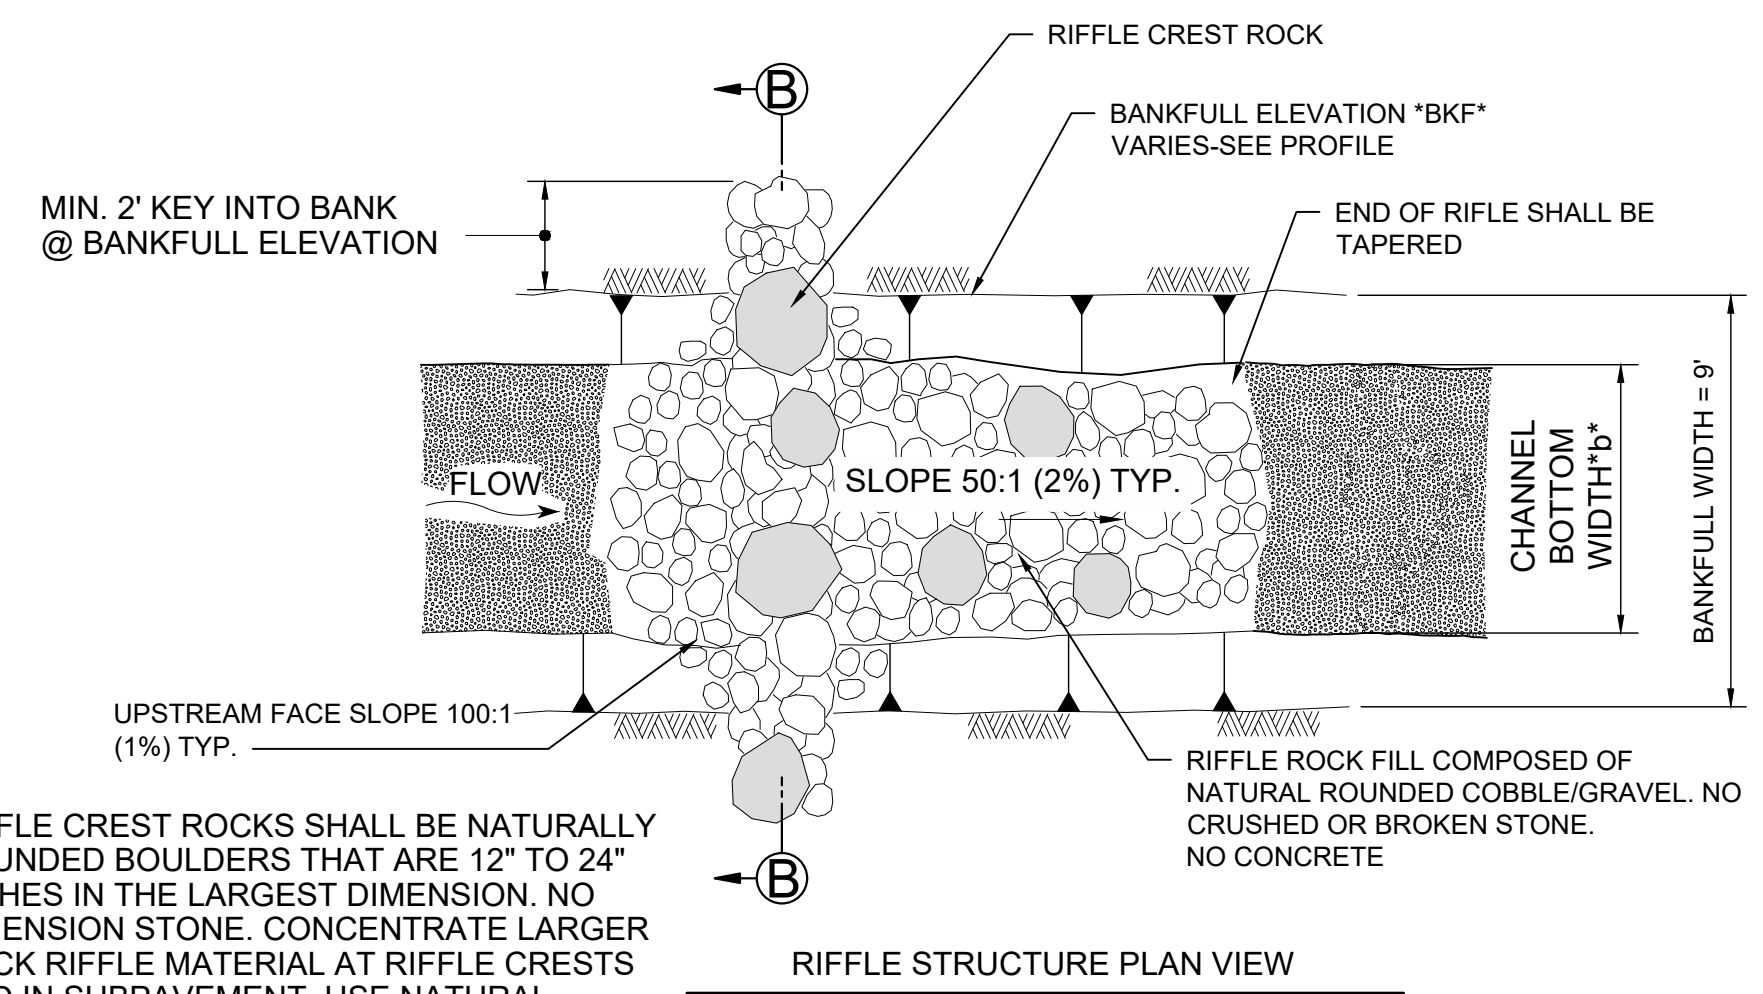 RIFFLE CREST ROCK
B
BANKFULL ELEVATION *BKF*
VARIES-SEE PROFILE
MIN. 2' KEY INTO BANK
@ BANKFULL ELEVATION
END OF RIFLE SHALL BE
TAPERED
FLOW
SLOPE 50:1 (2%) TYP.
CHANNEL
BOTTOM
WIDTH*b*
BANKFULL WIDTH = 9'
UPSTREAM FACE SLOPE 100:1
(1%) TYP.
RIFFLE ROCK FILL COMPOSED OF
NATURAL ROUNDED COBBLE/GRAVEL. NO
CRUSHED OR BROKEN STONE.
NO CONCRETE
B
FLE CREST ROCKS SHALL BE NATURALLY
UNDED BOULDERS THAT ARE 12" TO 24"
HES IN THE LARGEST DIMENSION. NO
ENSION STONE. CONCENTRATE LARGER
CK RIFFLE MATERIAL AT RIFFLE CRESTS
IN SUBPAVEMENT. USE NATURAL
RIFFLE STRUCTURE PLAN VIEW